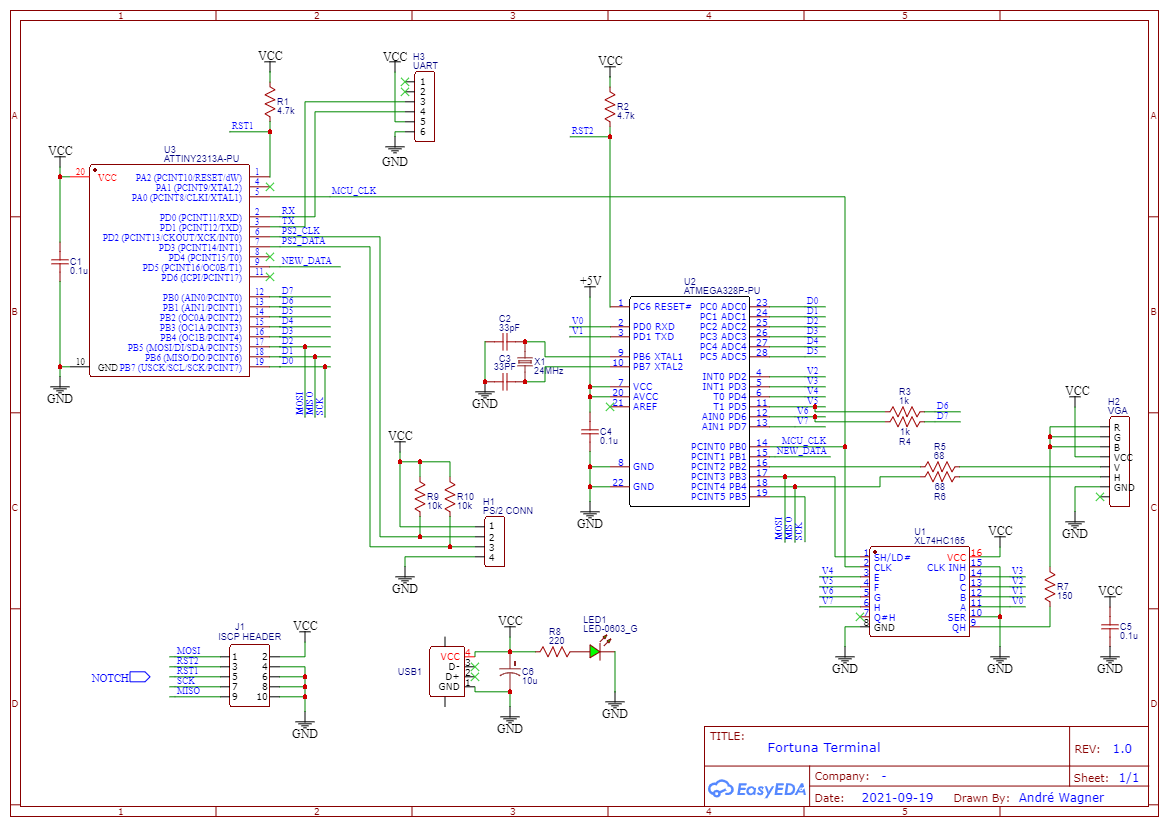 1 2 3 4 5
A A
B B
C C
D D
1 2 3 4 5
VCC
R1
4.7k
RST1
VCC
H3
UART
1
2
3
4
5
6
GND
VCC
R2
4.7k
RST2
VCC
C1
0.1u
GND
U3
ATTINY2313A-PU
20 VCC
10 GND
PA2 (PCINT10/RESET/dW) 1
PA1 (PCINT9/XTAL2) 4
PA0 (PCINT8/CLKI/XTAL1) 5 MCU_CLK
PD0 (PCINT11/RXD) 2 RX
PD1 (PCINT12/TXD) 3 TX
PD2 (PCINT13/CKOUT/XCK/INT0) 6 PS2_CLK
PD3 (PCINT14/INT1) 7 PS2_DATA
PD4 (PCINT15/T0) 8
PD5 (PCINT16/OC0B/T1) 9 NEW_DATA
PD6 (ICPI/PCINT17) 11
PB0 (AIN0/PCINT0) 12 D7
PB1 (AIN1/PCINT1) 13 D6
PB2 (OC0A/PCINT2) 14 D5
PB3 (OC1A/PCINT3) 15 D4
PB4 (OC1B/PCINT4) 16 D3
PB5 (MOSI/DI/SDA/PCINT5) 17 D2
PB6 (MISO/DO/PCINT6) 18 D1
PB7 (USCK/SCL/SCK/PCINT7) 19 D0
MOSI
MISO
SCK
+5V
U2
ATMEGA328P-PU
1 PC6 RESET#
V0 2 PD0 RXD
V1 3 PD1 TXD
9 PB6 XTAL1
10 PB7 XTAL2
7 VCC
20 AVCC
21 AREF
8 GND
22 GND
PC0 ADC0 23 D0
PC1 ADC1 24 D1
PC2 ADC2 25 D2
PC3 ADC3 26 D3
PC4 ADC4 27 D4
PC5 ADC5 28 D5
INT0 PD2 4 V2
INT1 PD3 5 V3
T0 PD4 6 V4
T1 PD5 11 V5
AIN0 PD6 12 V6
AIN1 PD7 13 V7
PCINT0 PB0 14 MCU_CLK
PCINT1 PB1 15 NEW_DATA
PCINT2 PB2 16
PCINT3 PB3 17
PCINT4 PB4 18
PCINT5 PB5 19
MOSI
MISO
SCK
C2
33pF
C3
33PF
X1
24MHz
GND
C4
0.1u
GND
R3
1k
D6
D7
1k
R4
R5
68
68
R6
VCC
H2
VGA
R
G
B
VCC
V
H
GND
GND
VCC
R9
10k
R10
10k
H1
PS/2 CONN
1
2
3
4
GND
U1
XL74HC165
1 SH/LD#
2 CLK
V4 3 E
V5 4 F
V6 5 G
V7 6 H
7 Q#H
8 GND
VCC 16
CLK INH 15
D 14 V3
C 13 V2
B 12 V1
A 11 V0
SER 10
QH 9
VCC
GND
GND
R7
150
VCC
C5
0.1u
GND
J1
ISCP HEADER
MOSI 1
RST2 3
RST1 5
SCK 7
MISO 9
2
4
6
8
10
VCC
GND
NOTCH
USB1
VCC 4
D- 3
D+ 2
GND 1
VCC
C6
10u
GND
R8
220
LED1
LED-0603_G
GND
TITLE:
Fortuna Terminal
REV: 1.0
EasyEDA
Company: -
Sheet: 1/1
Date: 2021-09-19 Drawn By: André Wagner